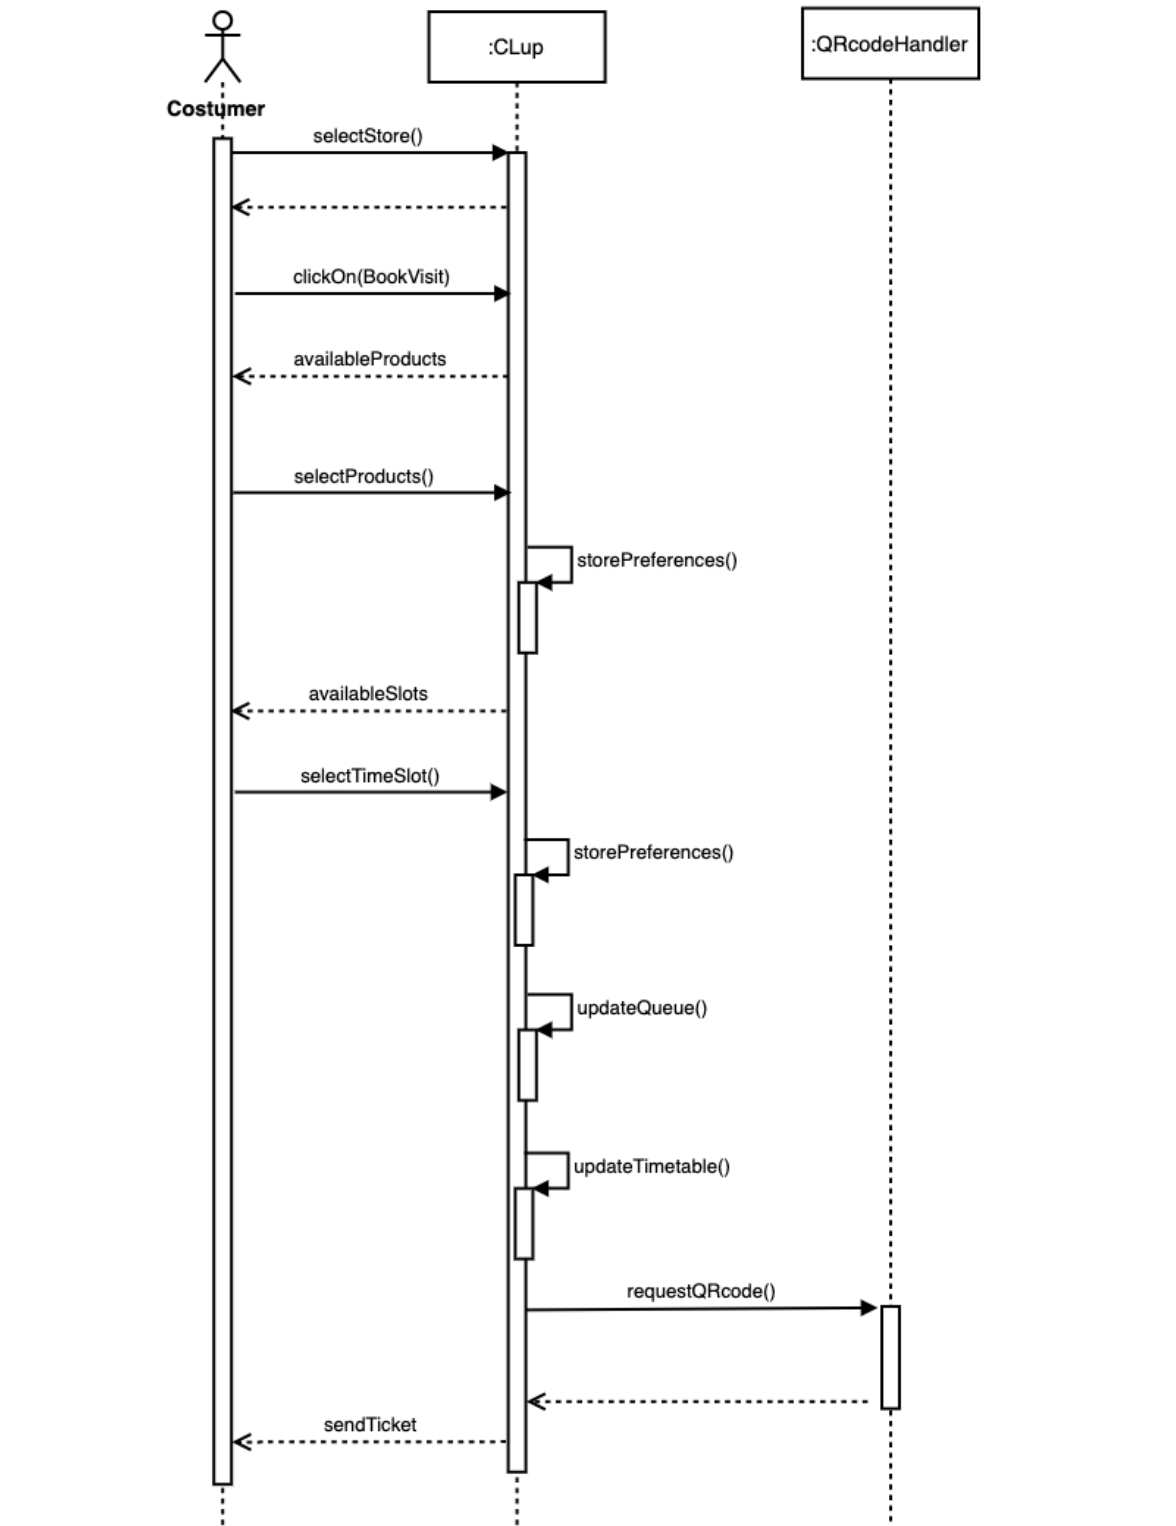 :CLup
:QRcodeHandler
Costumer
selectStore()
clickOn(BookVisit)
availableProducts
selectProducts()
storePreferences()
availableSlots
selectTimeSlot()
storePreferences()
updateQueue()
updateTimetable()
requestQRcode()
sendTicket